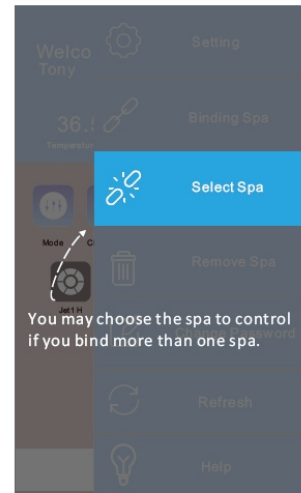 Welco
Tony
36.5
Temperatur
Mode
C
Jet1 H
Setting
Binding Spa
Select Spa
Remove Spa
Change Password
Refresh
Help
You may choose the spa to control
if you bind more than one spa.